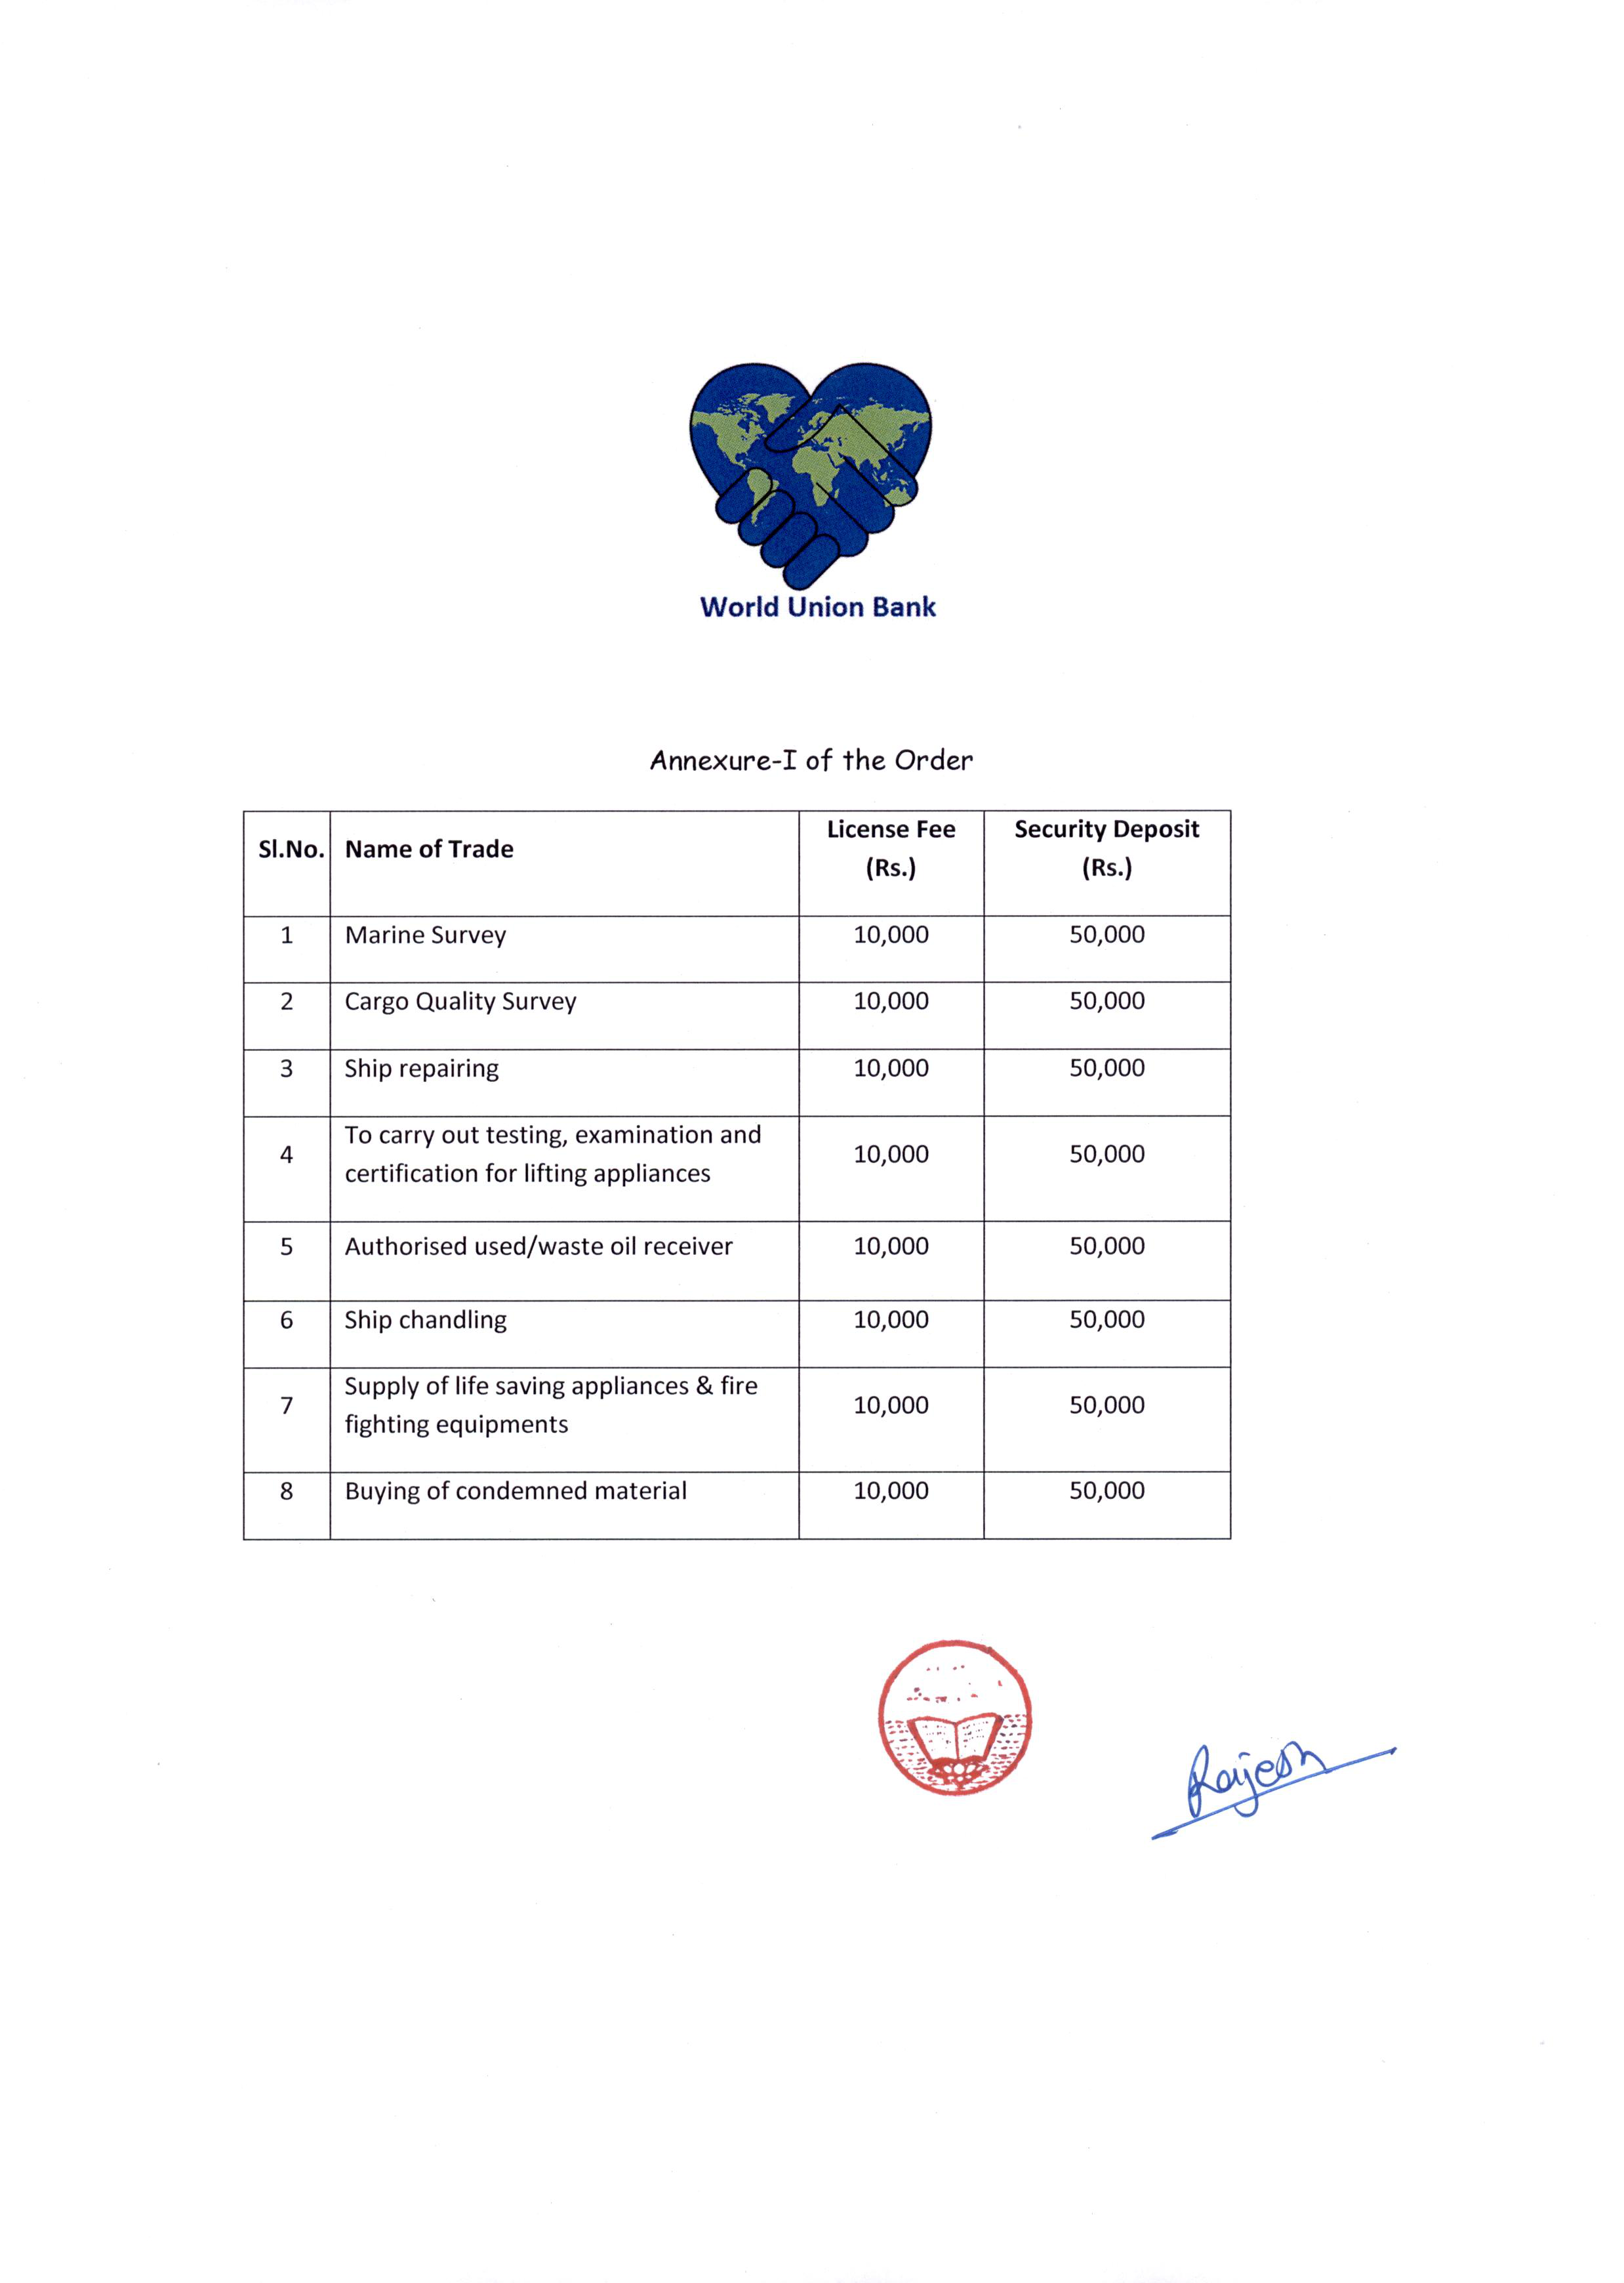 World Union Bank
Annexure-I of the Order
Sl.No. Name of Trade License Fee (Rs.) Security Deposit (Rs.)
1 Marine Survey 10,000 50,000
2 Cargo Quality Survey 10,000 50,000
3 Ship repairing 10,000 50,000
4 To carry out testing, examination and
certification for lifting appliances 10,000 50,000
5 Authorised used/waste oil receiver 10,000 50,000
6 Ship chandling 10,000 50,000
7 Supply of life saving appliances & fire
fighting equipments 10,000 50,000
8 Buying of condemned material 10,000 50,000
Rajesh